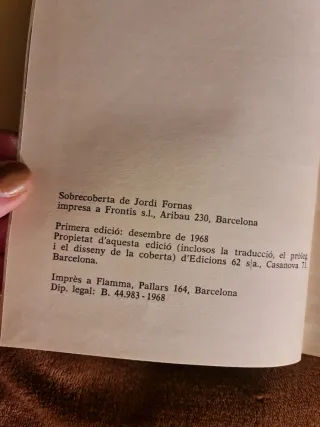 Sobrecoberta de Jordi Fornas
impresa a Frontis s.l., Aribau 230, Barcelona
Primera edició: desembre de 1968
Propietat d'aquesta edició (inclosos la traducció, el pròleg
i el disseny de la coberta) d'Edicions 62 s|a., Casanova 71
Barcelona.
Imprès a Flamma, Pallars 164, Barcelona
Dip. legal: B. 44.983 - 1968